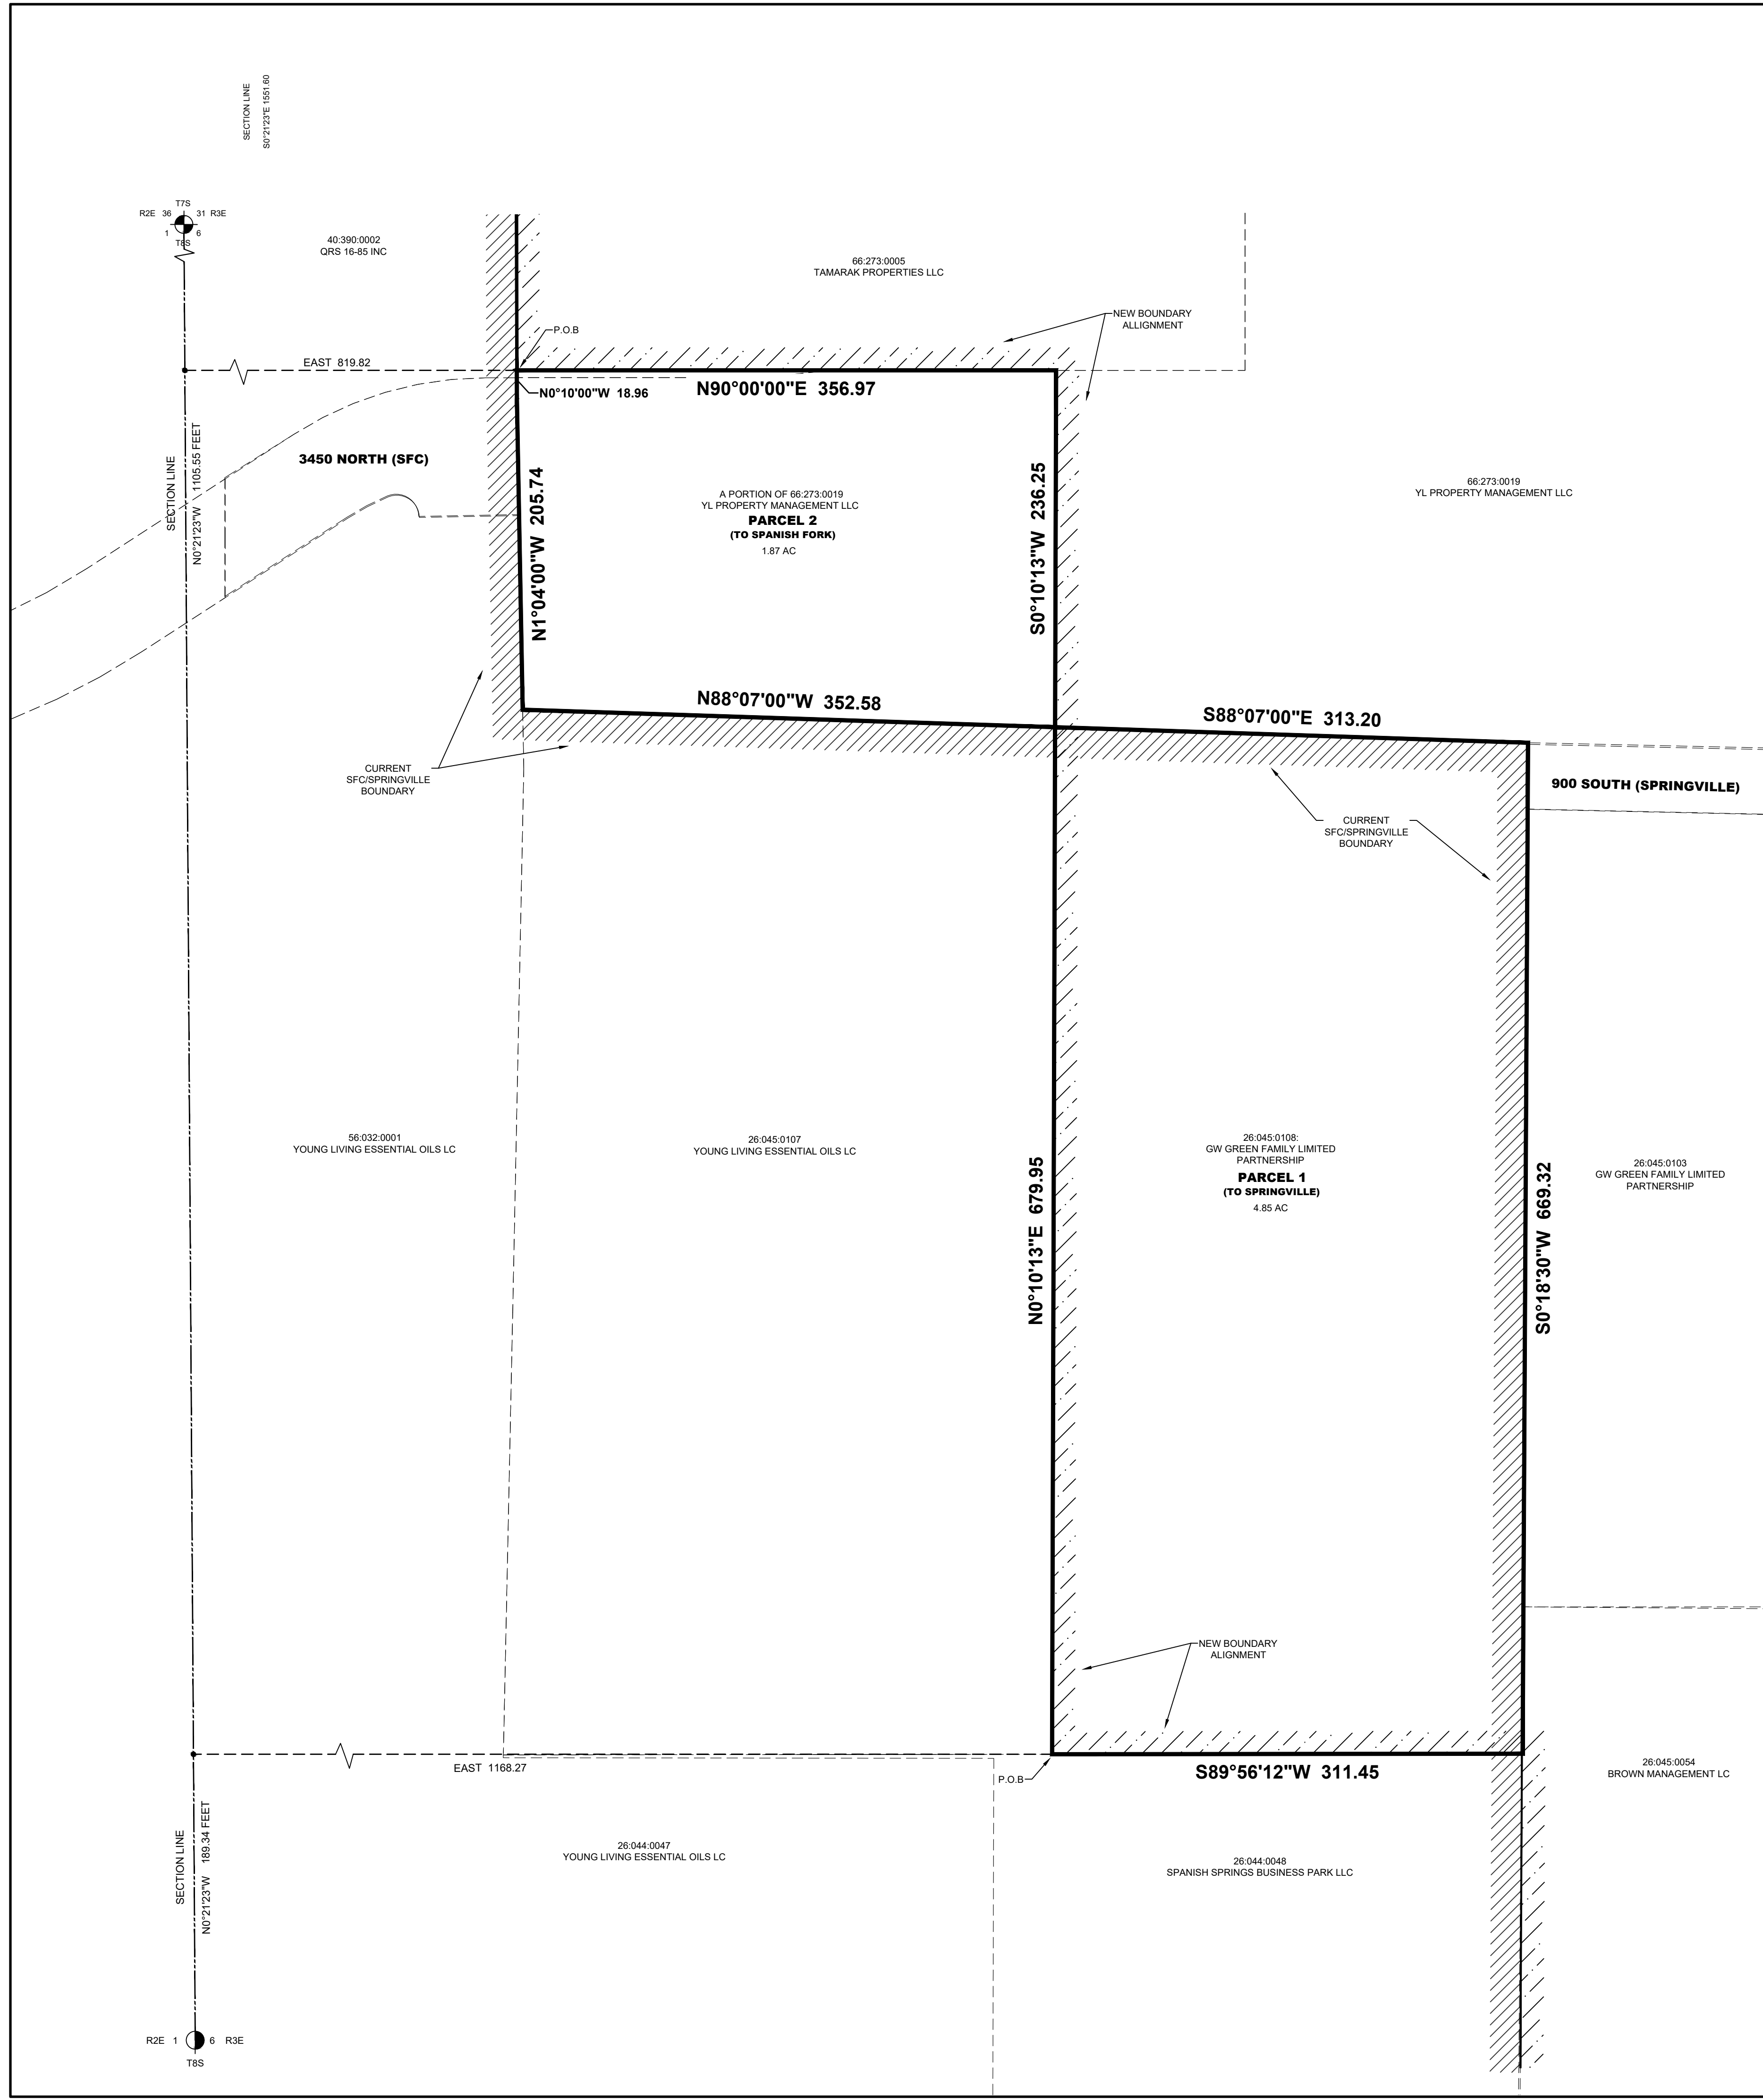 SECTION LINE
S0°21'23"E 1551.60
T7S
R2E 36 31 R3E
1 6
T8S
40:390:0002
QRS 16-85 INC
66:273:0005
TAMARAK PROPERTIES LLC
NEW BOUNDARY
ALLIGNMENT
P.O.B
EAST 819.82
N0°10'00"W 18.96
N90°00'00"E 356.97
SECTION LINE
N0°21'23"W 1105.55 FEET
3450 NORTH (SFC)
N1°04'00"W 205.74
A PORTION OF 66:273:0019
YL PROPERTY MANAGEMENT LLC
PARCEL 2
(TO SPANISH FORK)
1.87 AC
S0°10'13"W 236.25
66:273:0019
YL PROPERTY MANAGEMENT LLC
N88°07'00"W 352.58
S88°07'00"E 313.20
CURRENT
SFC/SPRINGVILLE
BOUNDARY
900 SOUTH (SPRINGVILLE)
CURRENT
SFC/SPRINGVILLE
BOUNDARY
56:032:0001
YOUNG LIVING ESSENTIAL OILS LC
26:045:0107
YOUNG LIVING ESSENTIAL OILS LC
N0°10'13"E 679.95
26:045:0108:
GW GREEN FAMILY LIMITED
PARTNERSHIP
PARCEL 1
(TO SPRINGVILLE)
4.85 AC
S0°18'30"W 669.32
26:045:0103
GW GREEN FAMILY LIMITED
PARTNERSHIP
NEW BOUNDARY
ALIGNMENT
EAST 1168.27
P.O.B
S89°56'12"W 311.45
26:045:0054
BROWN MANAGEMENT LC
SECTION LINE
N0°21'23"W 189.34 FEET
26:044:0047
YOUNG LIVING ESSENTIAL OILS LC
26:044:0048
SPANISH SPRINGS BUSINESS PARK LLC
R2E 1 6 R3E
T8S